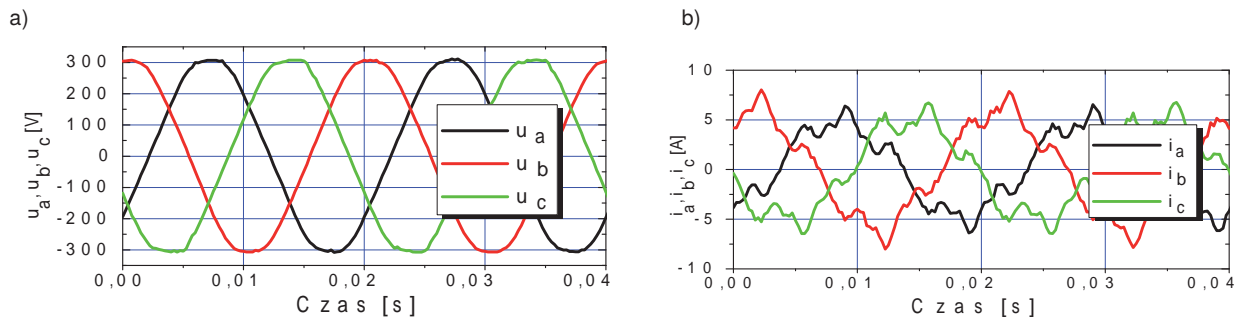 a)
u_a, u_b, u_c [V]
300
200
100
0
-100
-200
-300
0,00 0,01 0,02 0,03 0,04
Czas [s]
u_a
u_b
u_c
b)
i_a, i_b, i_c [A]
10
5
0
-5
-10
0,00 0,01 0,02 0,03 0,04
Czas [s]
i_a
i_b
i_c